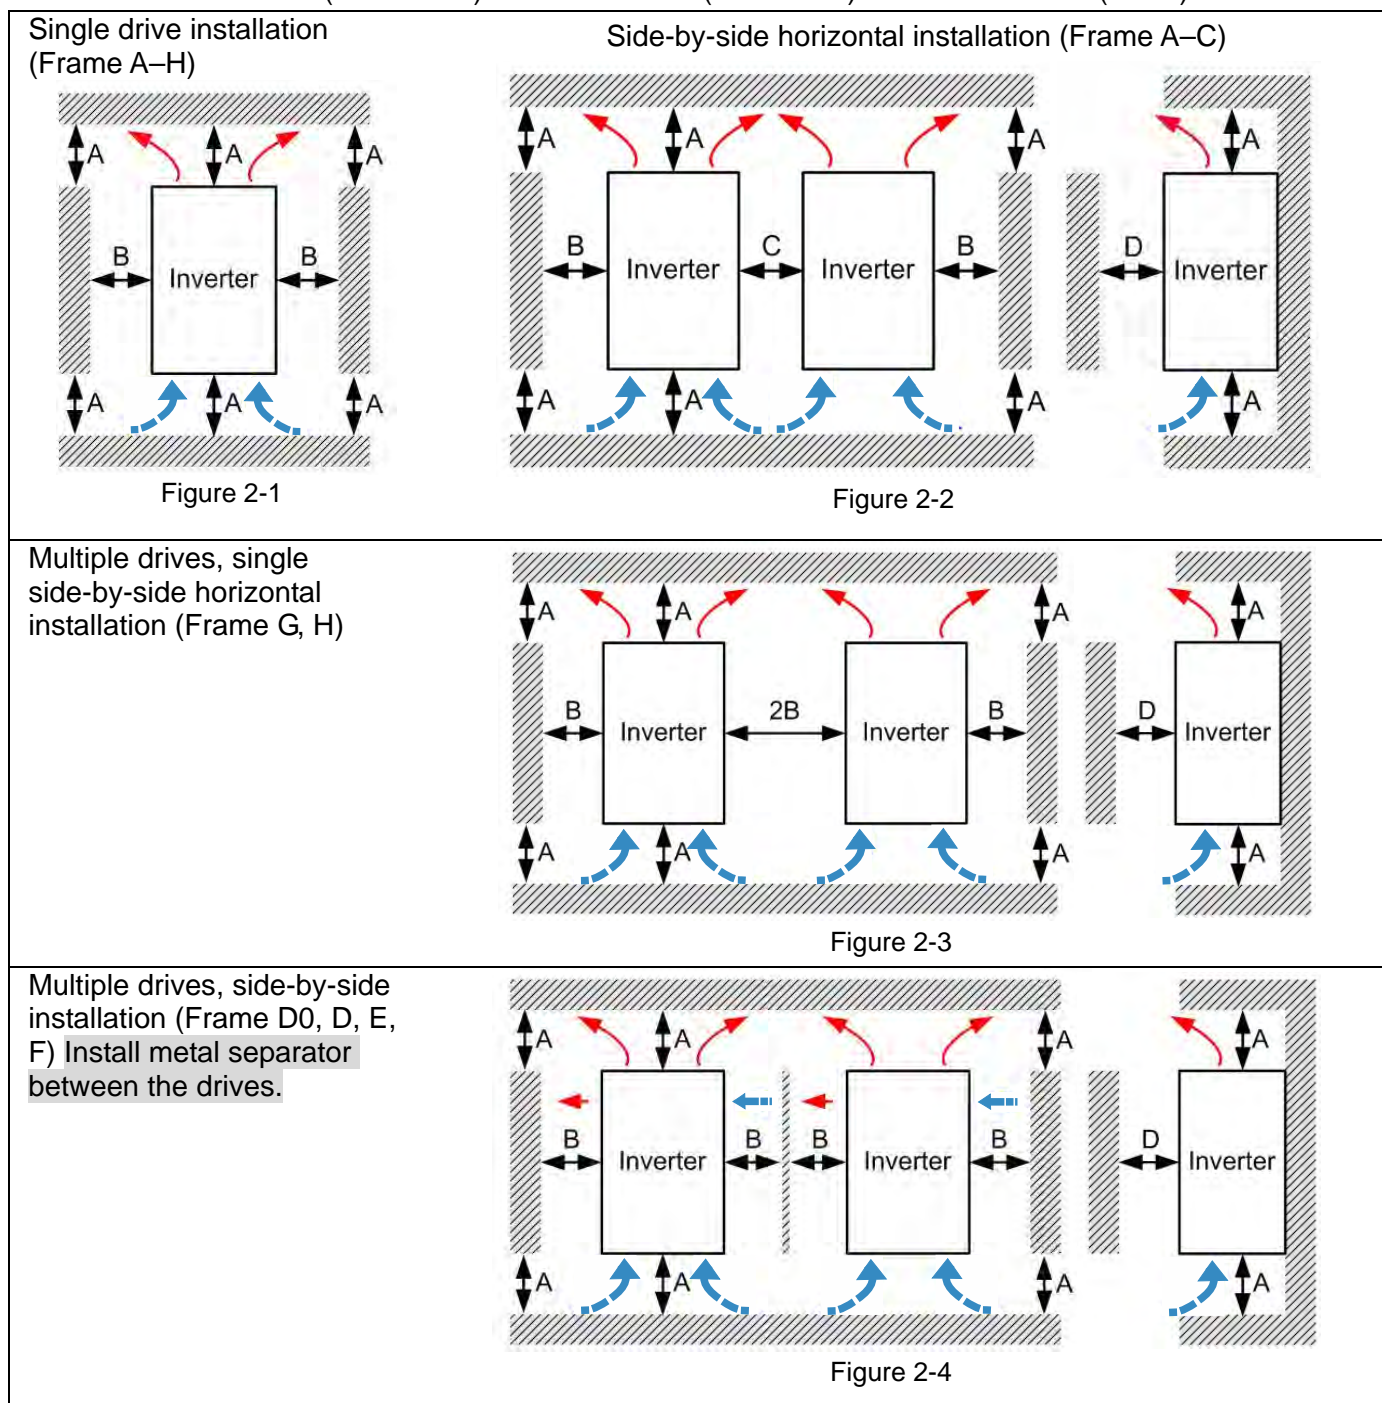 Single drive installation
(Frame A–H)
Side-by-side horizontal installation (Frame A–C)
A A A
B B
Inverter
A A A
Figure 2-1
A A A A
B Inverter C Inverter B D Inverter
A A A A
Figure 2-2
Multiple drives, single
side-by-side horizontal
installation (Frame G, H)
A A A A
B Inverter 2B Inverter B D Inverter
A A A A
Figure 2-3
Multiple drives, side-by-side
installation (Frame D0, D, E,
F) Install metal separator
between the drives.
A A A A
B Inverter B B Inverter B D Inverter
A A A A
Figure 2-4